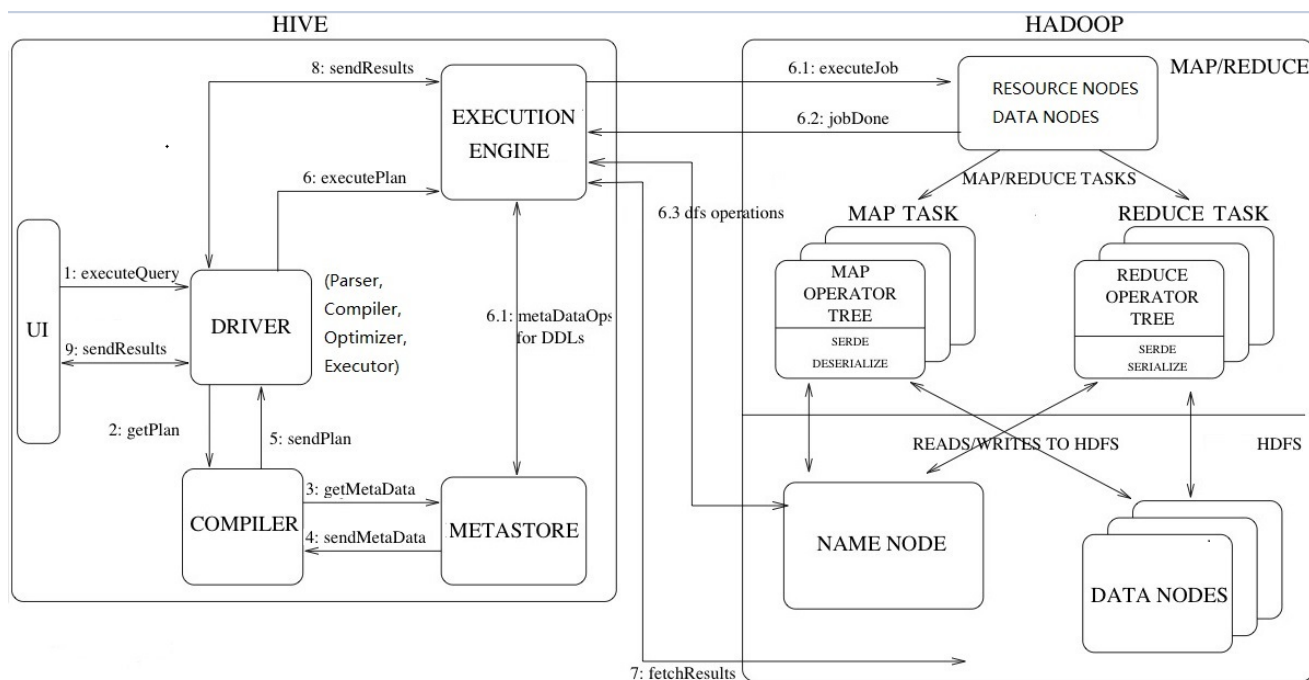 HIVE
HADOOP
8: sendResults
6.1: executeJob
MAP/REDUCE
RESOURCE NODES
DATA NODES
EXECUTION
ENGINE
6.2: jobDone
6: executePlan
MAP/REDUCE TASKS
6.3 dfs operations
MAP TASK
REDUCE TASK
1: executeQuery
UI
DRIVER
(Parser,
Compiler,
Optimizer,
Executor)
6.1: metaDataOps
for DDLs
MAP
OPERATOR
TREE
SERDE
DESERIALIZE
REDUCE
OPERATOR
TREE
SERDE
SERIALIZE
9: sendResults
2: getPlan
5: sendPlan
READS/WRITES TO HDFS
HDFS
3: getMetaData
COMPILER
METASTORE
4: sendMetaData
NAME NODE
DATA NODES
7: fetchResults